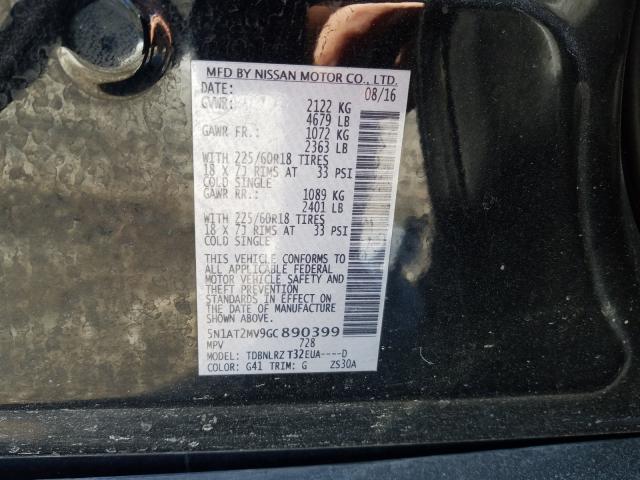 MFD BY NISSAN MOTOR CO., LTD.
DATE: 08/16
GVWR: 2122 KG
4679 LB
GAWR FR.: 1072 KG
2363 LB
WITH 225/60R18 TIRES
18 X 7J RIMS AT 33 PSI
COLD SINGLE
GAWR RR.: 1089 KG
2401 LB
WITH 225/60R18 TIRES
18 X 7J RIMS AT 33 PSI
COLD SINGLE
THIS VEHICLE CONFORMS TO
ALL APPLICABLE FEDERAL
MOTOR VEHICLE SAFETY AND
THEFT PREVENTION
STANDARDS IN EFFECT ON
THE DATE OF MANUFACTURE
SHOWN ABOVE.
5N1AT2MV9GC890399
MPV 728
MODEL: TDBNLRZ T32EUA----D
COLOR: G41 TRIM: G ZS30A